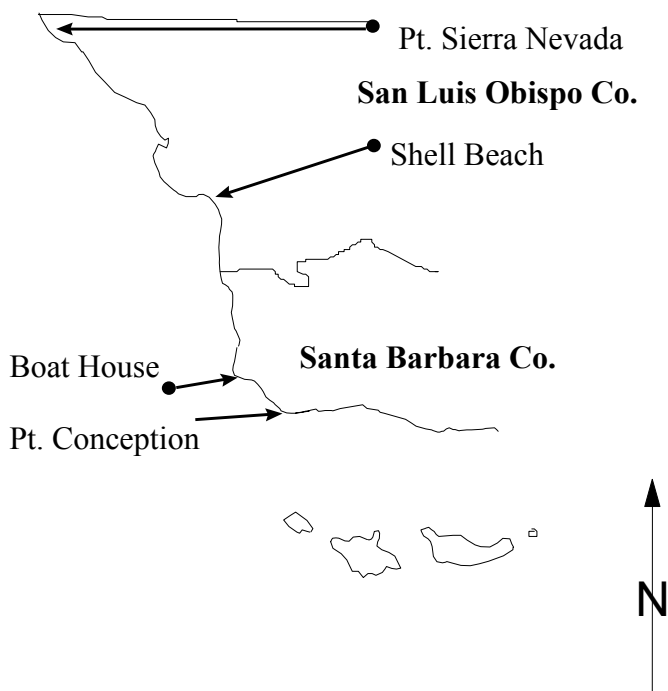 Pt. Sierra Nevada
San Luis Obispo Co.
Shell Beach
Santa Barbara Co.
Boat House
Pt. Conception
N